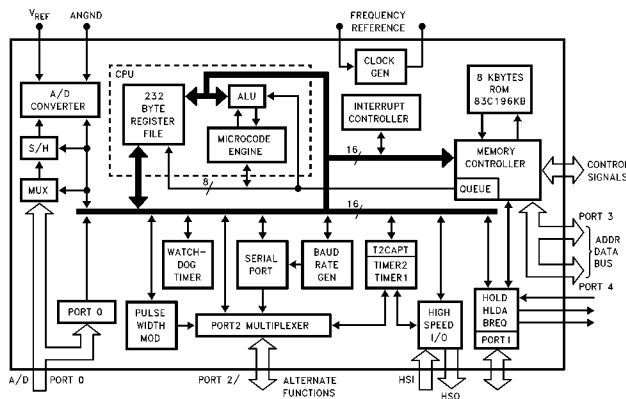 VREF
ANGND
FREQUENCY
REFERENCE
A/D
CONVERTER
S/H
MUX
CPU
232
BYTE
REGISTER
FILE
ALU
MICROCODE
ENGINE
CLOCK
GEN
INTERRUPT
CONTROLLER
8 KBYTES
ROM
83C196KB
MEMORY
CONTROLLER
QUEUE
16
8
16
CONTROL
SIGNALS
PORT 3
ADDR
DATA
BUS
PORT 4
WATCH-
DOG
TIMER
SERIAL
PORT
BAUD
RATE
GEN
T2CAPT
TIMER2
TIMER1
PORT 0
PULSE
WIDTH
MOD
PORT2 MULTIPLEXER
HIGH
SPEED
I/O
HOLD
HLDA
BREQ
PORT1
A/D
PORT 0
PORT 2/
ALTERNATE
FUNCTIONS
HSI
HSO